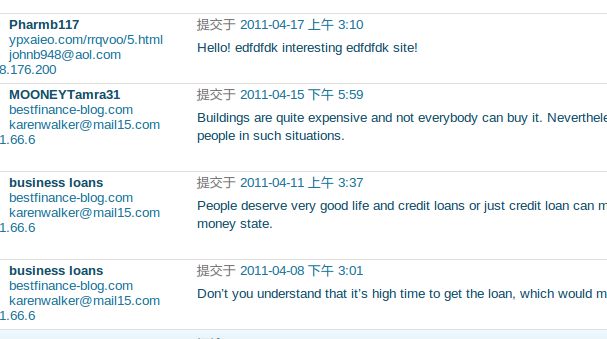 Pharmb117
ypxaieo.com/rrqvoo/5.html
johnb948@aol.com
8.176.200
提交于 2011-04-17 上午 3:10
Hello! edfdfdk interesting edfdfdk site!
MOONEYTamra31
bestfinance-blog.com
karenwalker@mail15.com
1.66.6
提交于 2011-04-15 下午 5:59
Buildings are quite expensive and not everybody can buy it.
people in such situations.
business loans
bestfinance-blog.com
karenwalker@mail15.com
1.66.6
提交于 2011-04-11 上午 3:37
People deserve very good life and credit loans or just credit loan can
money state.
business loans
bestfinance-blog.com
karenwalker@mail15.com
1.66.6
提交于 2011-04-08 下午 3:01
Don't you understand that it's high time to get the loan, which would